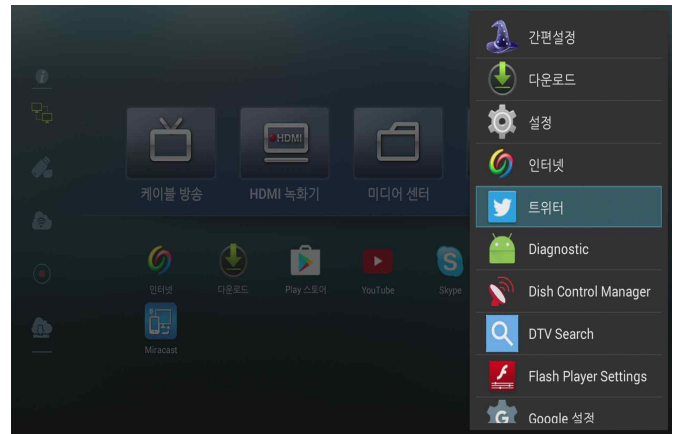 간편설정
다운로드
설정
인터넷
트위터
Diagnostic
Dish Control Manager
DTV Search
Flash Player Settings
Google 설정
HDMI
케이블 방송
HDMI 녹화기
미디어 센터
인터넷
다운로드
Play 스토어
YouTube
Skype
Miracast